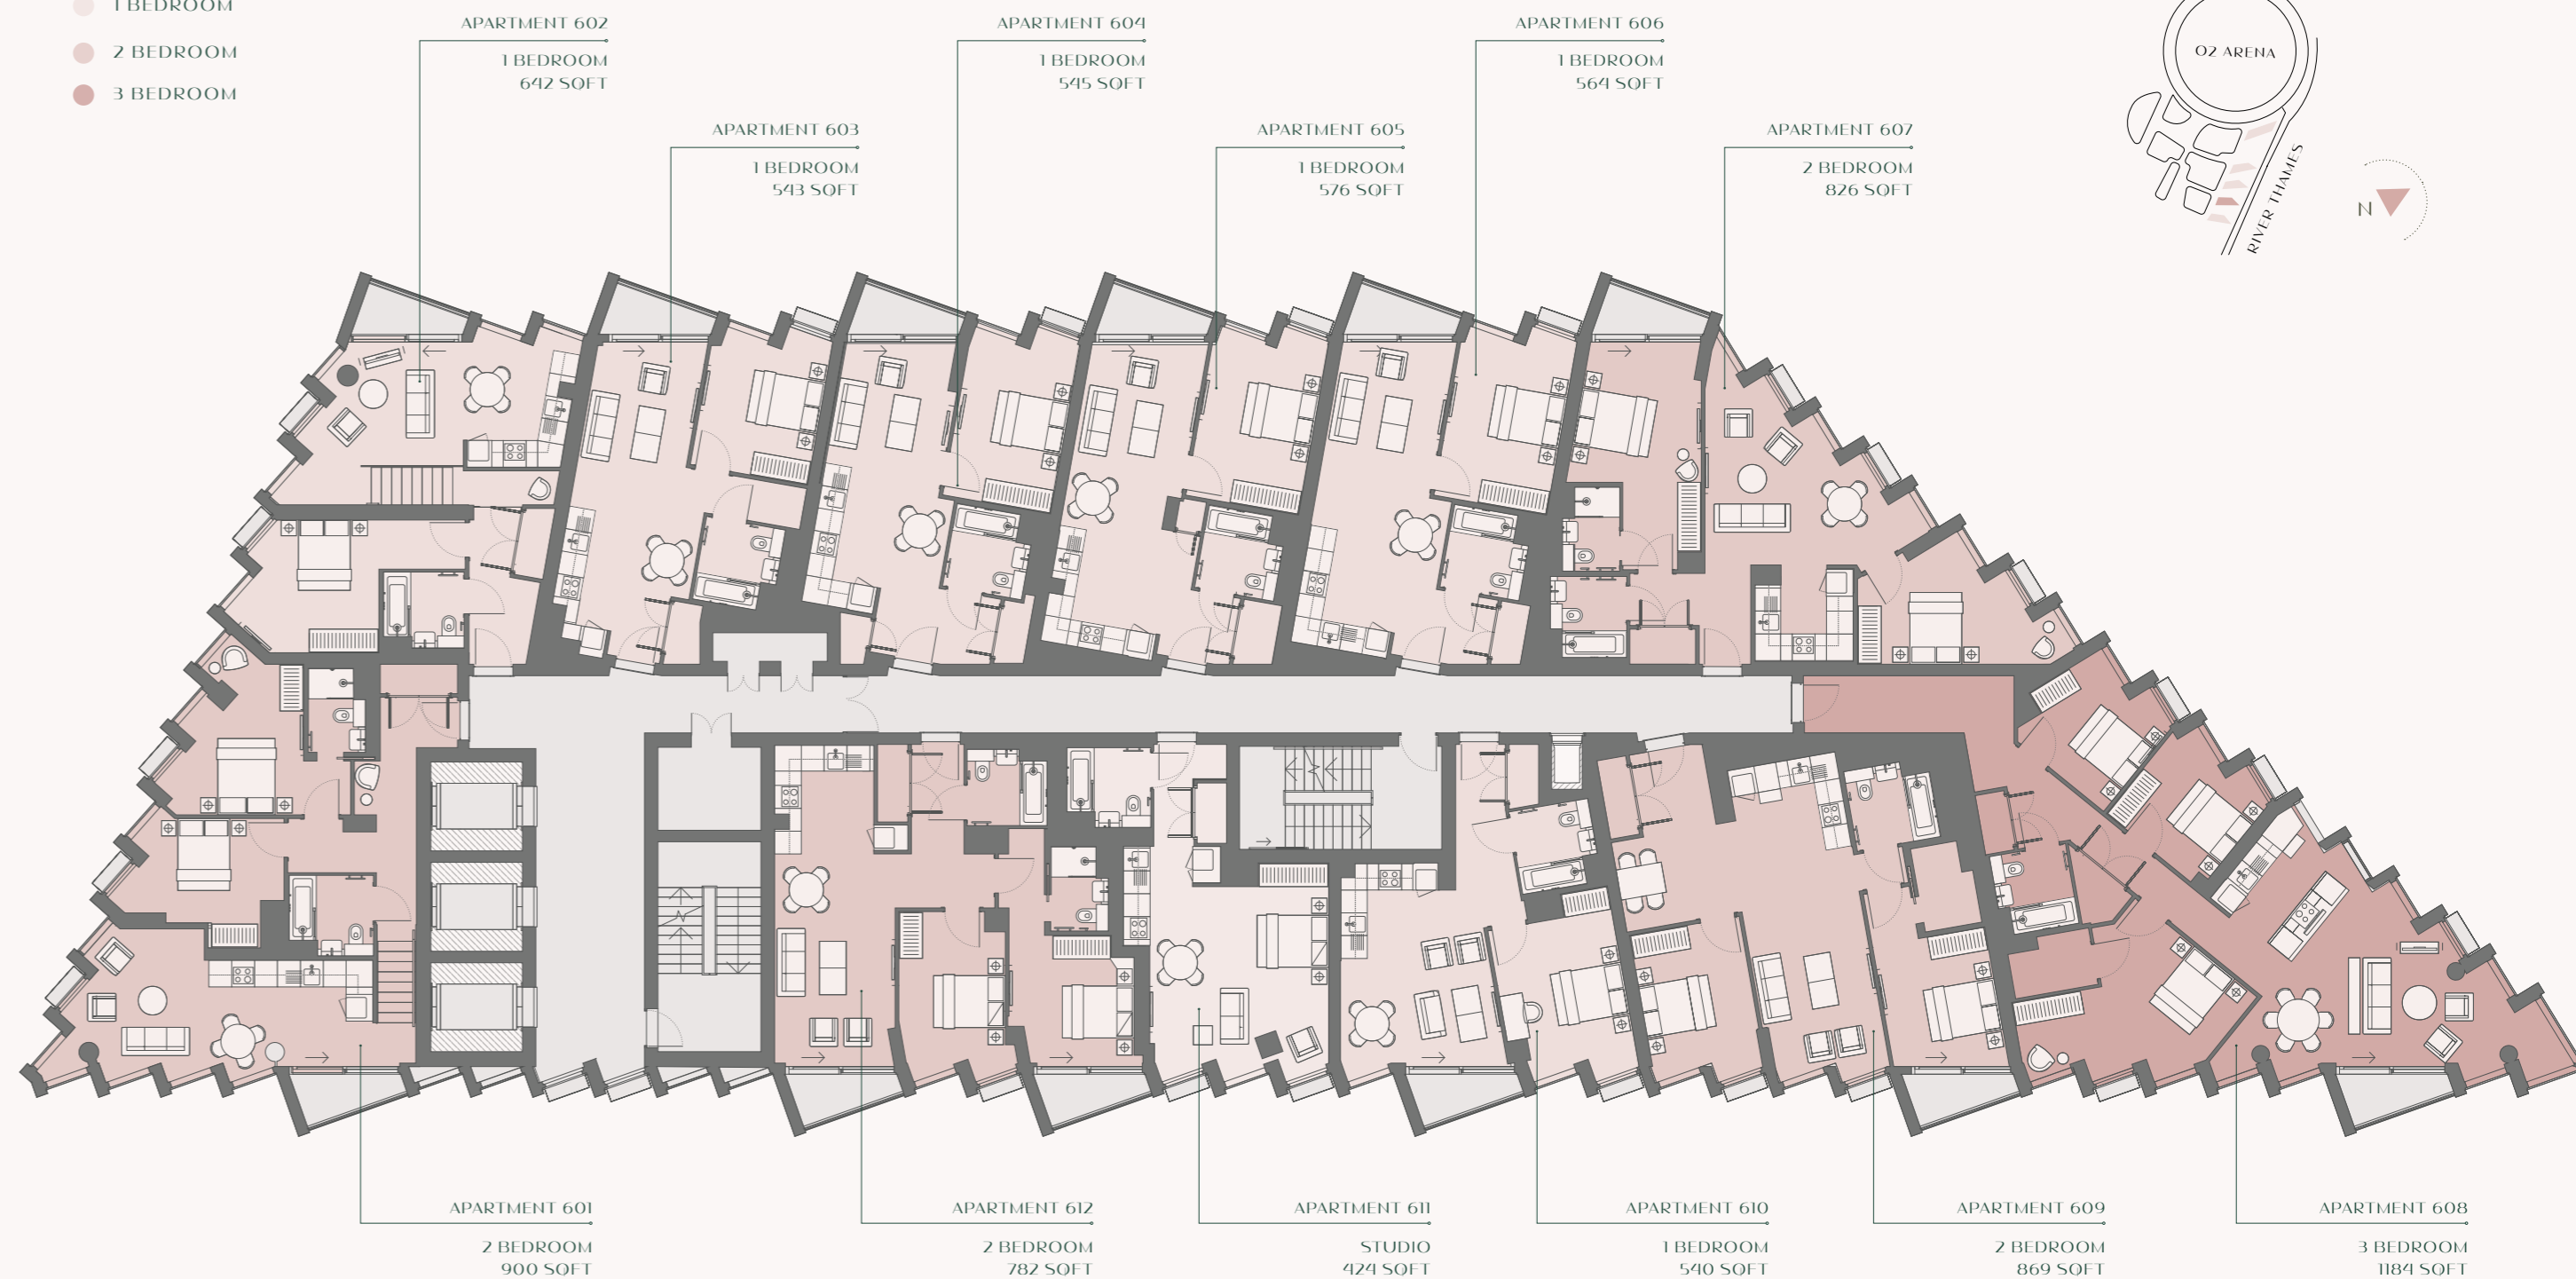 1 BEDROOM
2 BEDROOM
3 BEDROOM
APARTMENT 602
1 BEDROOM
642 SQFT
APARTMENT 604
1 BEDROOM
545 SQFT
APARTMENT 606
1 BEDROOM
564 SQFT
APARTMENT 603
1 BEDROOM
543 SQFT
APARTMENT 605
1 BEDROOM
576 SQFT
APARTMENT 607
2 BEDROOM
826 SQFT
O2 ARENA
RIVER THAMES
N
APARTMENT 601
2 BEDROOM
900 SQFT
APARTMENT 612
2 BEDROOM
782 SQFT
APARTMENT 611
STUDIO
424 SQFT
APARTMENT 610
1 BEDROOM
540 SQFT
APARTMENT 609
2 BEDROOM
869 SQFT
APARTMENT 608
3 BEDROOM
1184 SQFT